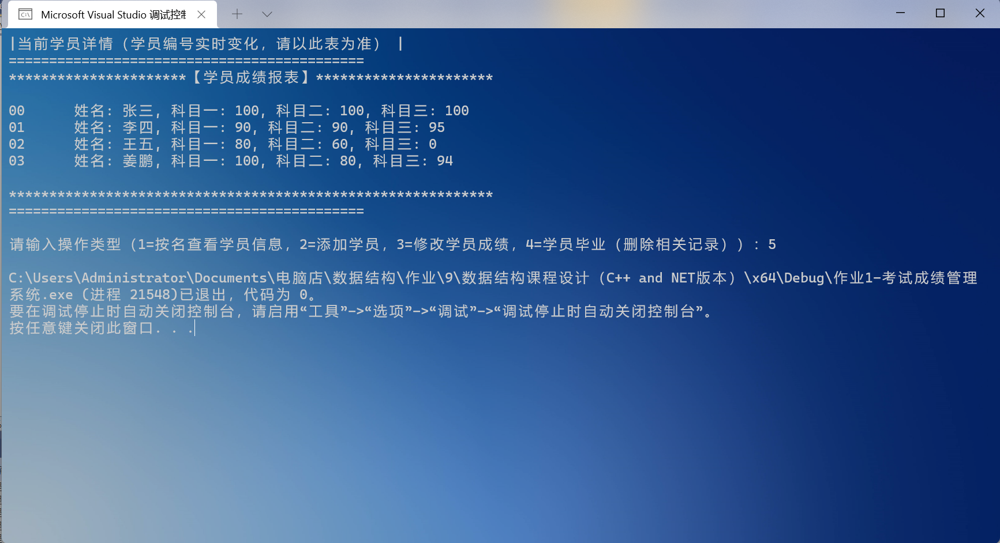 Microsoft Visual Studio 调试控制
|当前学员详情（学员编号实时变化，请以此表为准） |
============================================
**********************【学员成绩报表】**********************
00 姓名: 张三, 科目一: 100, 科目二: 100, 科目三: 100
01 姓名: 李四, 科目一: 90, 科目二: 90, 科目三: 95
02 姓名: 王五, 科目一: 80, 科目二: 60, 科目三: 0
03 姓名: 姜鹏, 科目一: 100, 科目二: 80, 科目三: 94
************************************************************
============================================
请输入操作类型（1=按名查看学员信息，2=添加学员，3=修改学员成绩，4=学员毕业（删除相关记录））：5
C:\Users\Administrator\Documents\电脑店\数据结构\作业\9\数据结构课程设计（C++ and NET版本）\x64\Debug\作业1-考试成绩管理
系统.exe (进程 21548)已退出，代码为 0。
要在调试停止时自动关闭控制台，请启用“工具”->“选项”->“调试”->“调试停止时自动关闭控制台”。
按任意键关闭此窗口. . .